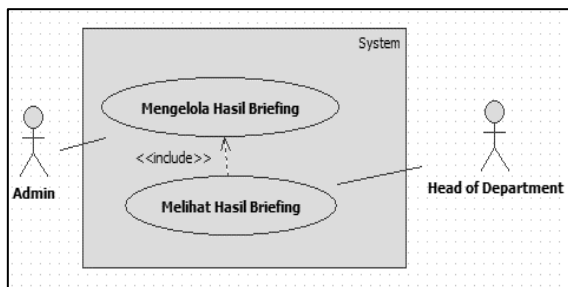 System
Mengelola Hasil Briefing
<<include>>
Admin
Head of Department
Melihat Hasil Briefing